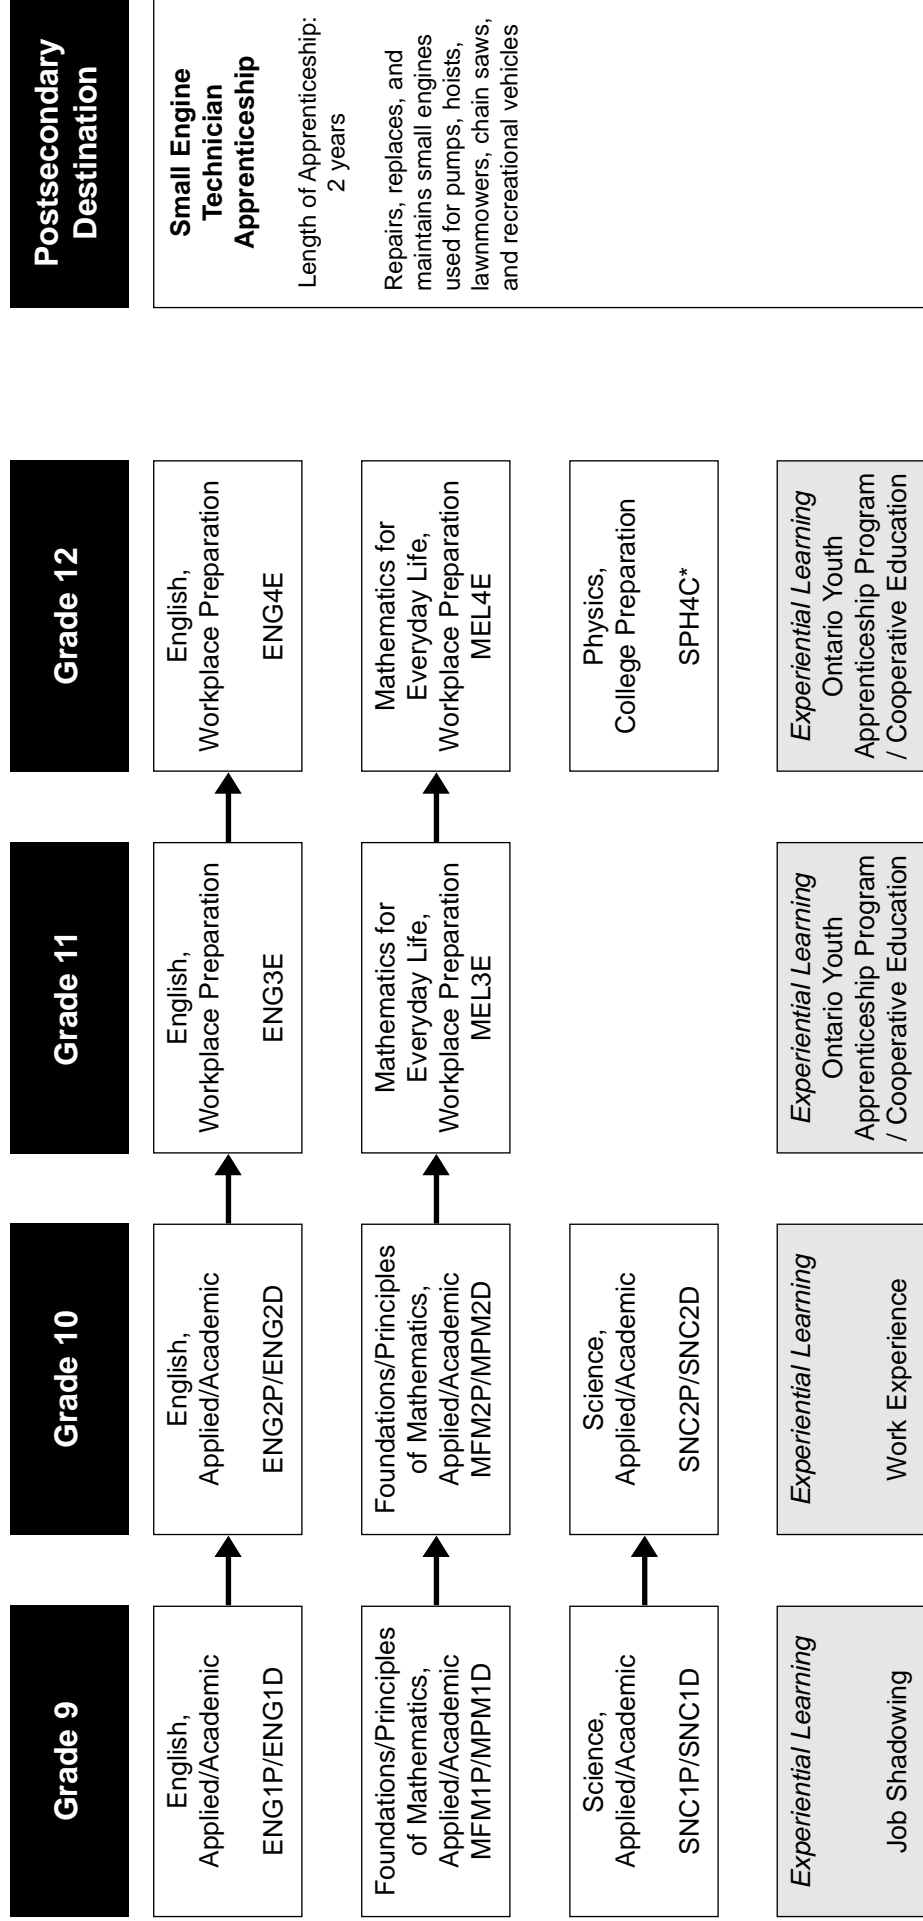 Grade 9
Grade 10
Grade 11
Grade 12
Postsecondary
Destination
English,
Applied/Academic
ENG1P/ENG1D
English,
Applied/Academic
ENG2P/ENG2D
English,
Workplace Preparation
ENG3E
English,
Workplace Preparation
ENG4E
Small Engine
Technician
Apprenticeship
Length of Apprenticeship:
2 years
Repairs, replaces, and
maintains small engines
used for pumps, hoists,
lawnmowers, chain saws,
and recreational vehicles
Foundations/Principles
of Mathematics,
Applied/Academic
MFM1P/MPM1D
Foundations/Principles
of Mathematics,
Applied/Academic
MFM2P/MPM2D
Mathematics for
Everyday Life,
Workplace Preparation
MEL3E
Mathematics for
Everyday Life,
Workplace Preparation
MEL4E
Science,
Applied/Academic
SNC1P/SNC1D
Science,
Applied/Academic
SNC2P/SNC2D
Physics,
College Preparation
SPH4C*
Experiential Learning
Job Shadowing
Experiential Learning
Work Experience
Experiential Learning
Ontario Youth
Apprenticeship Program
/ Cooperative Education
Experiential Learning
Ontario Youth
Apprenticeship Program
/ Cooperative Education